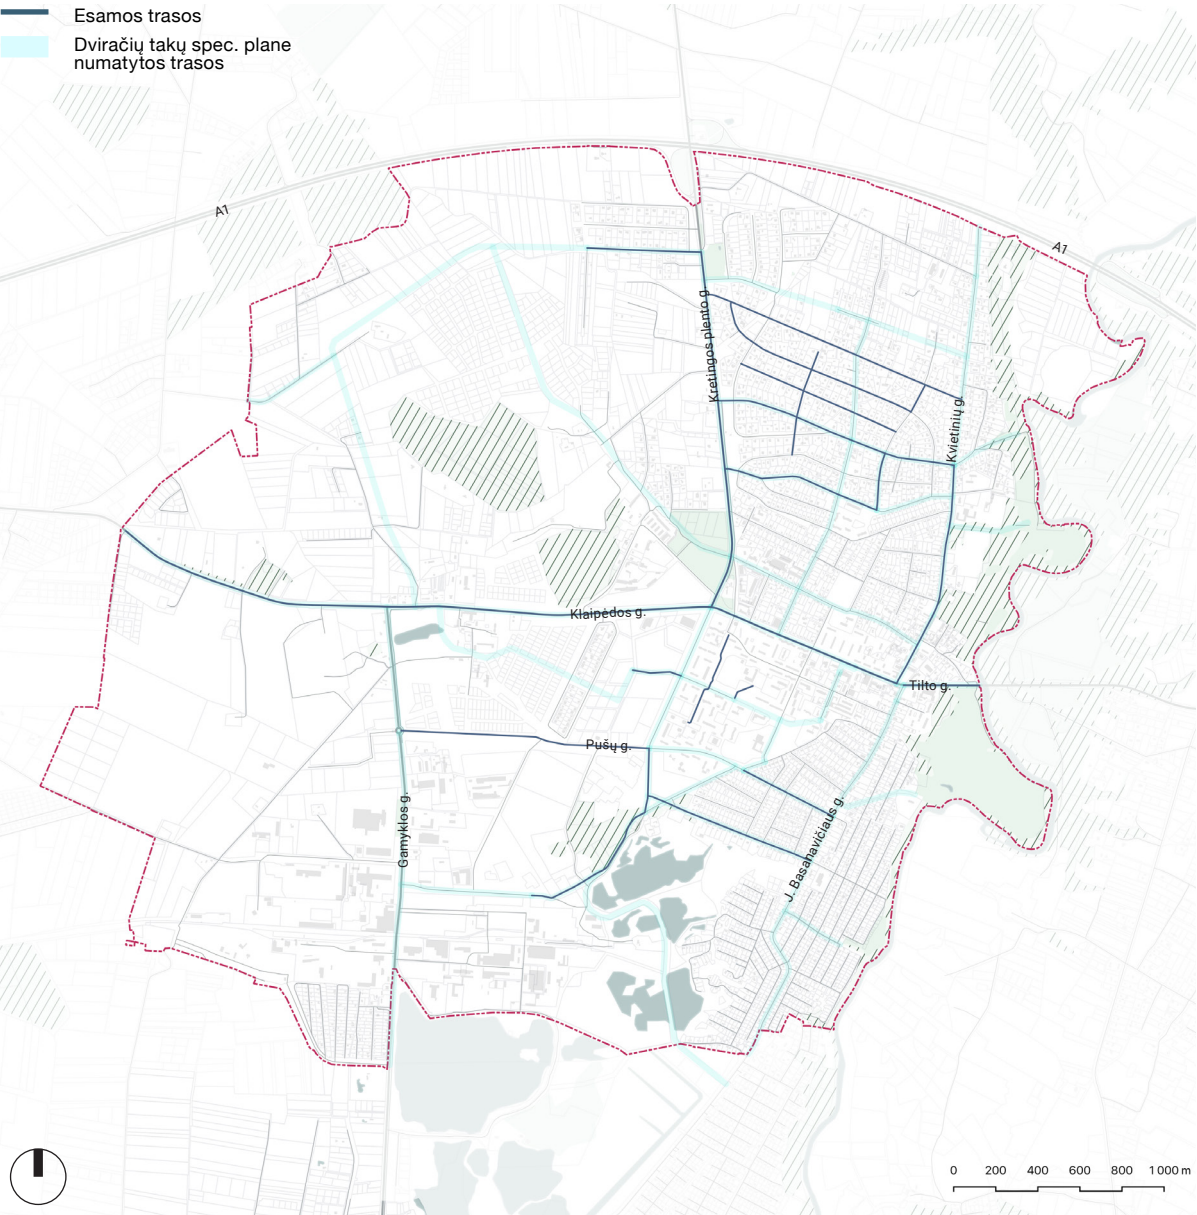 Esamos trasos
Dviračių takų spec. plane
numatytos trasos
A1
A1
Kretingos plento g.
Kvietinių g.
Klaipėdos g.
Tilto g.
Pušų g.
Gamyklos g.
J. Basanavičiaus g.
0 200 400 600 800 1 000 m